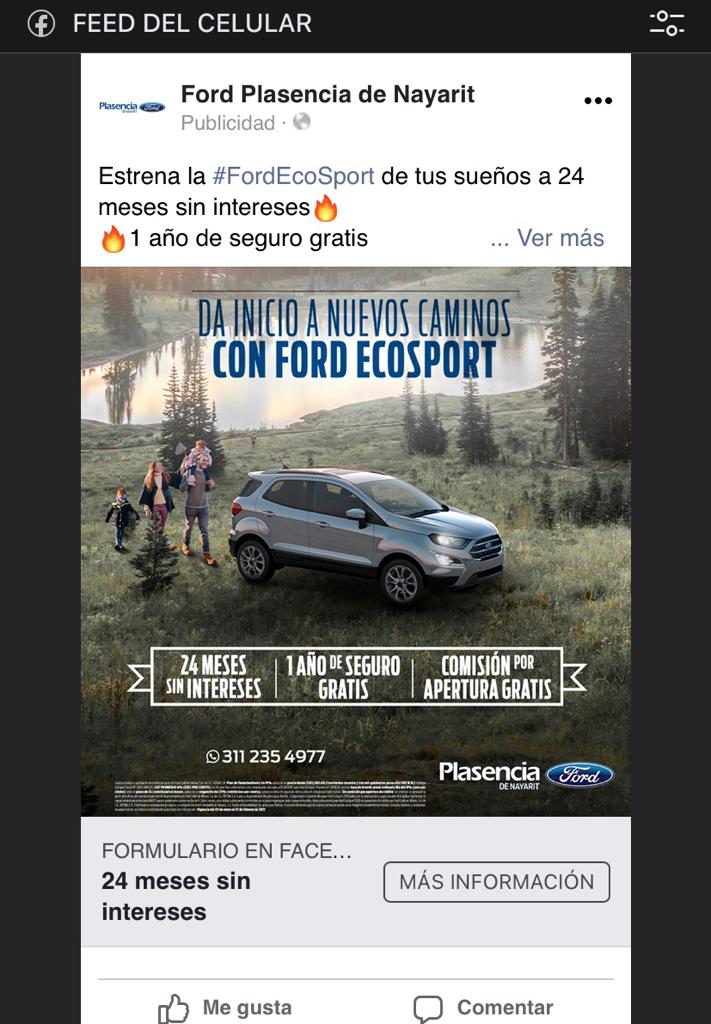 FEED DEL CELULAR
Plasencia Ford
DE NAYARIT
Ford Plasencia de Nayarit
Publicidad ·
Estrena la #FordEcoSport de tus sueños a 24
meses sin intereses🔥
🔥1 año de seguro gratis ... Ver más
DA INICIO A NUEVOS CAMINOS
CON FORD ECOSPORT
24 MESES
SIN INTERESES
1 AÑO DE SEGURO
GRATIS
COMISIÓN POR
APERTURA GRATIS
311 235 4977
Plasencia Ford
DE NAYARIT
FORMULARIO EN FACE...
24 meses sin
intereses
MÁS INFORMACIÓN
Me gusta
Comentar